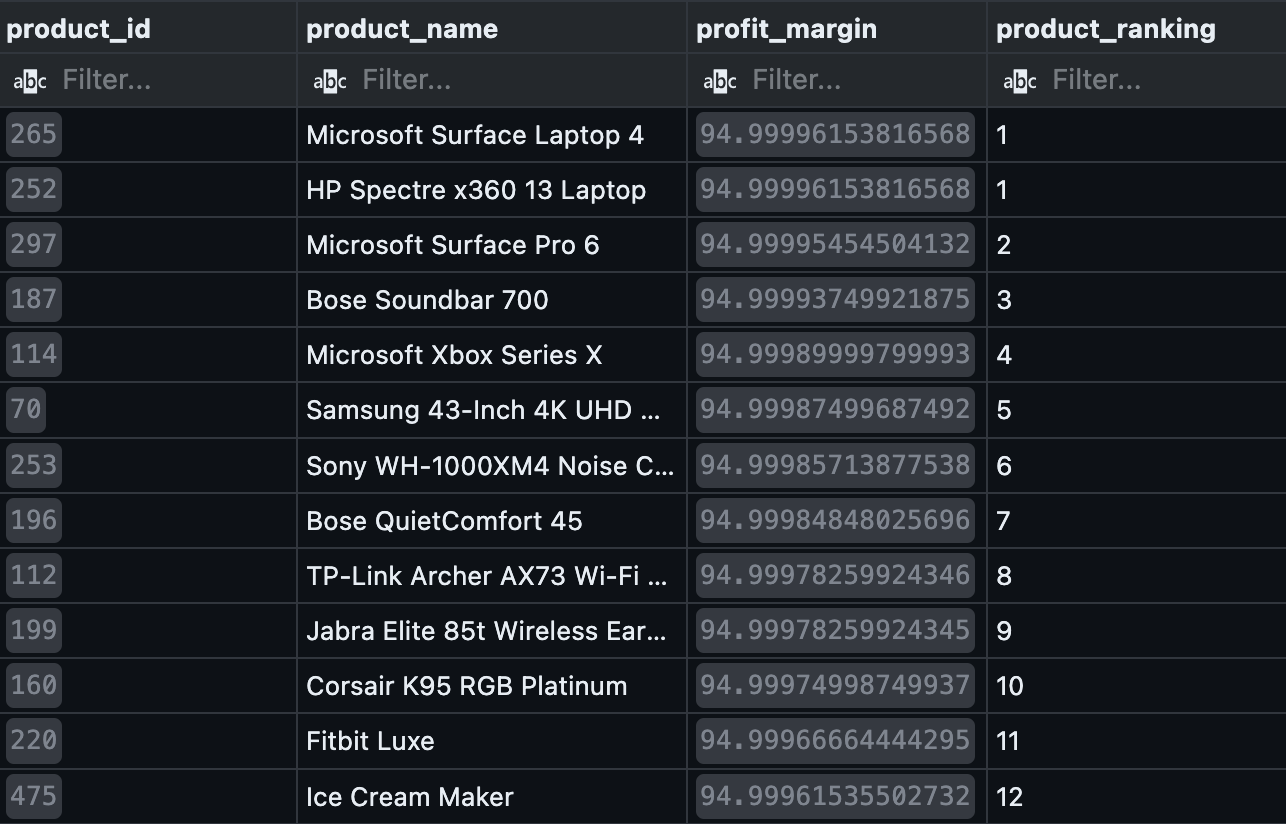 product_id product_name profit_margin product_ranking
abc Filter... abc Filter... abc Filter... abc Filter...
265 Microsoft Surface Laptop 4 94.99996153816568 1
252 HP Spectre x360 13 Laptop 94.99996153816568 1
297 Microsoft Surface Pro 6 94.99995454504132 2
187 Bose Soundbar 700 94.99993749921875 3
114 Microsoft Xbox Series X 94.99989999799993 4
70 Samsung 43-Inch 4K UHD ... 94.99987499687492 5
253 Sony WH-1000XM4 Noise C... 94.99985713877538 6
196 Bose QuietComfort 45 94.99984848025696 7
112 TP-Link Archer AX73 Wi-Fi ... 94.99978259924346 8
199 Jabra Elite 85t Wireless Ear... 94.99978259924345 9
160 Corsair K95 RGB Platinum 94.99974998749937 10
220 Fitbit Luxe 94.99966664444295 11
475 Ice Cream Maker 94.99961535502732 12